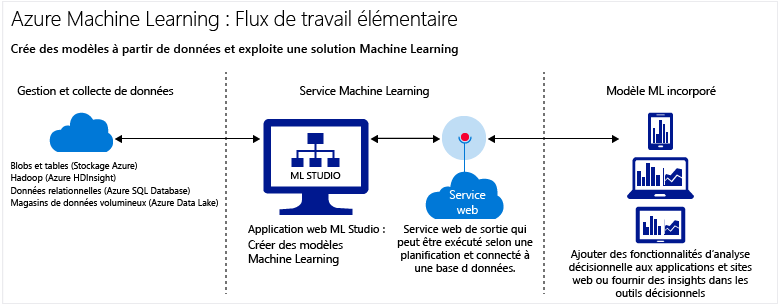 Azure Machine Learning : Flux de travail élémentaire
Crée des modèles à partir de données et exploite une solution Machine Learning
Gestion et collecte de données
Blobs et tables (Stockage Azure)
Hadoop (Azure HDInsight)
Données relationnelles (Azure SQL Database)
Magasins de données volumineux (Azure Data Lake)
Service Machine Learning
ML STUDIO
Application web ML Studio :
Créer des modèles
Machine Learning
Service
web
Service web de sortie qui
peut être exécuté selon une
planification et connecté à
une base d données.
Modèle ML incorporé
Ajouter des fonctionnalités d'analyse
décisionnelle aux applications et sites
web ou fournir des insights dans les
outils décisionnels